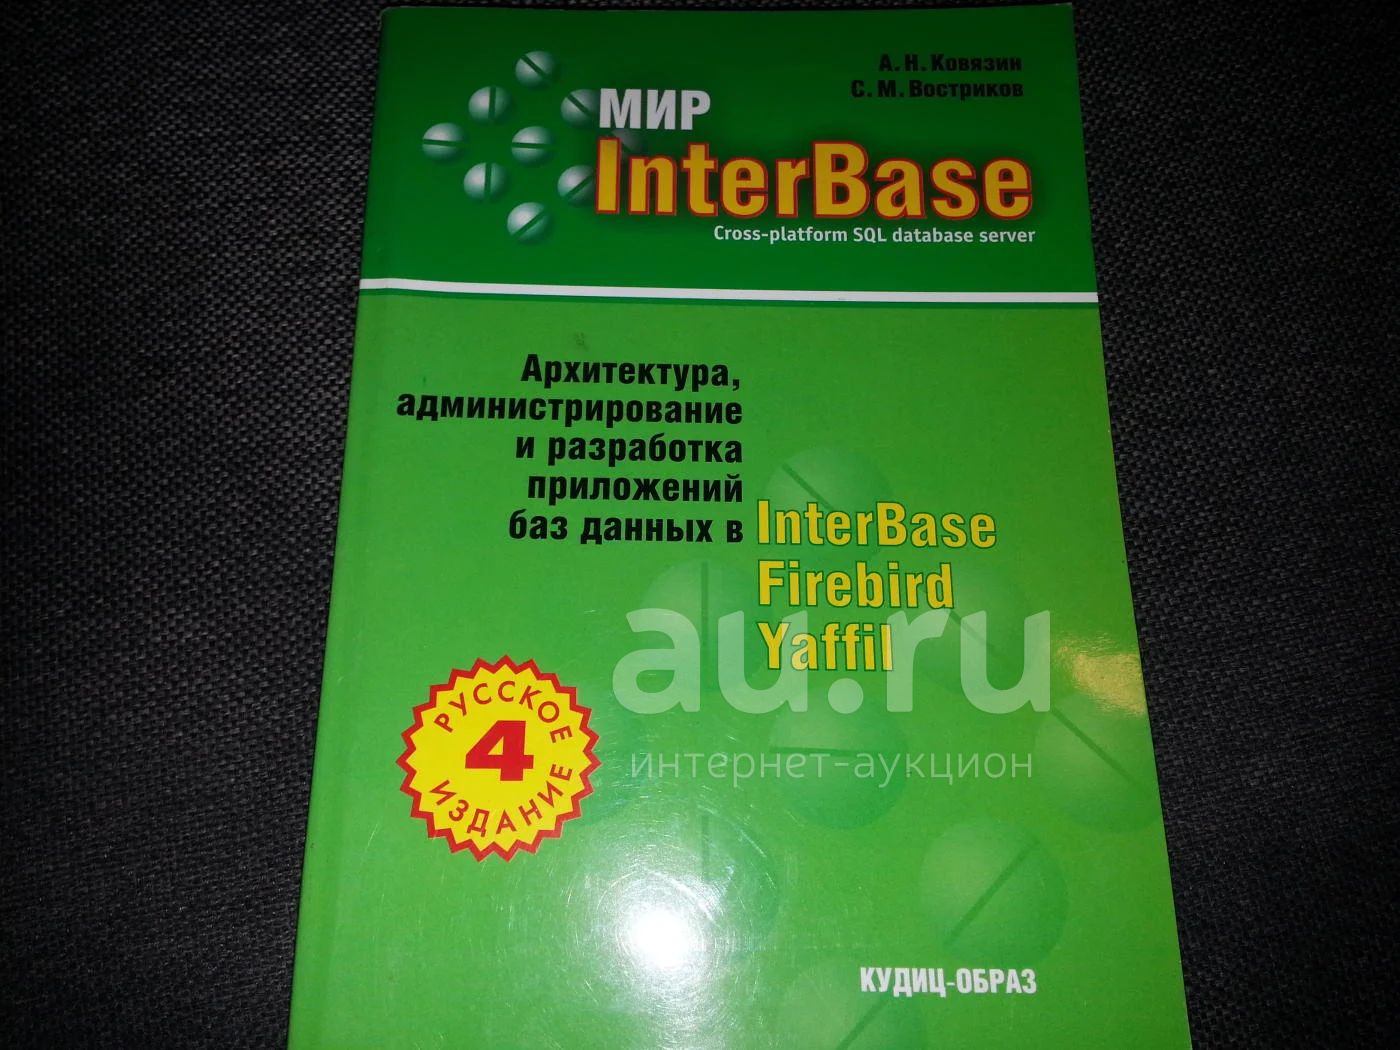 А. Н. Ковязин
С. М. Востриков
МИР
InterBase
Cross-platform SQL database server
Архитектура,
администрирование
и разработка
приложений
баз данных в InterBase
Firebird
Yaffil
au.ru
интернет-аукцион
РУССКОЕ
4
ИЗДАНИЕ
КУДИЦ-ОБРАЗ